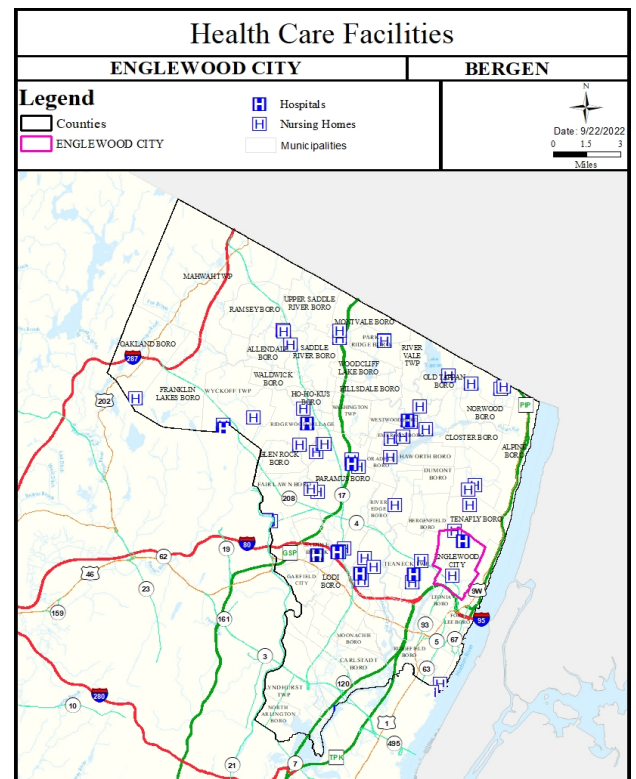 Health Care Facilities
ENGLEWOOD CITY
BERGEN
Legend
Counties
ENGLEWOOD CITY
H Hospitals
H Nursing Homes
Municipalities
N
Date: 9/22/2022
0 1.5 3
Miles
MAHWAH TWP
UPPER SADDLE
RIVER BORO
RAMSEY BORO
MONTVALE BORO
PARK
RIDGE BORO
OAKLAND BORO
287
ALLENDALE
BORO
SADDLE
RIVER BORO
RIVER
VALE
TWP
WOODCLIFF
LAKE BORO
WALDWICK
BORO
OLD TAPPAN
BORO
FRANKLIN
LAKES BORO
WYCKOFF TWP
HILLSDALE BORO
202
HO-HO-KUS
BORO
WASHINGTON
TWP
NORWOOD
BORO
PIP
RIDGEWOOD VILLAGE
WESTWOOD
CLOSTER BORO
ALPINE
BORO
GLEN ROCK
BORO
ORADELL
BORO
HAWORTH BORO
PARAMUS BORO
DUMONT
BORO
FAIR LAWN BORO
208
17
RIVER
EDGE
BORO
4
BERGENFIELD
BORO
TENAFLY BORO
80
19
62
GSP
ENGLEWOOD
CITY
46
GARFIELD
CITY
LODI
BORO
TEANECK TWP
23
9W
LEONIA
BORO
159
161
93
FORT
LEE BORO
95
5
67
MOONACHIE
BORO
RIDGEFIELD
BORO
3
CARLSTADT
BORO
63
280
120
LYNDHURST
TWP
10
NORTH
ARLINGTON
BORO
1
495
21
7
TPK